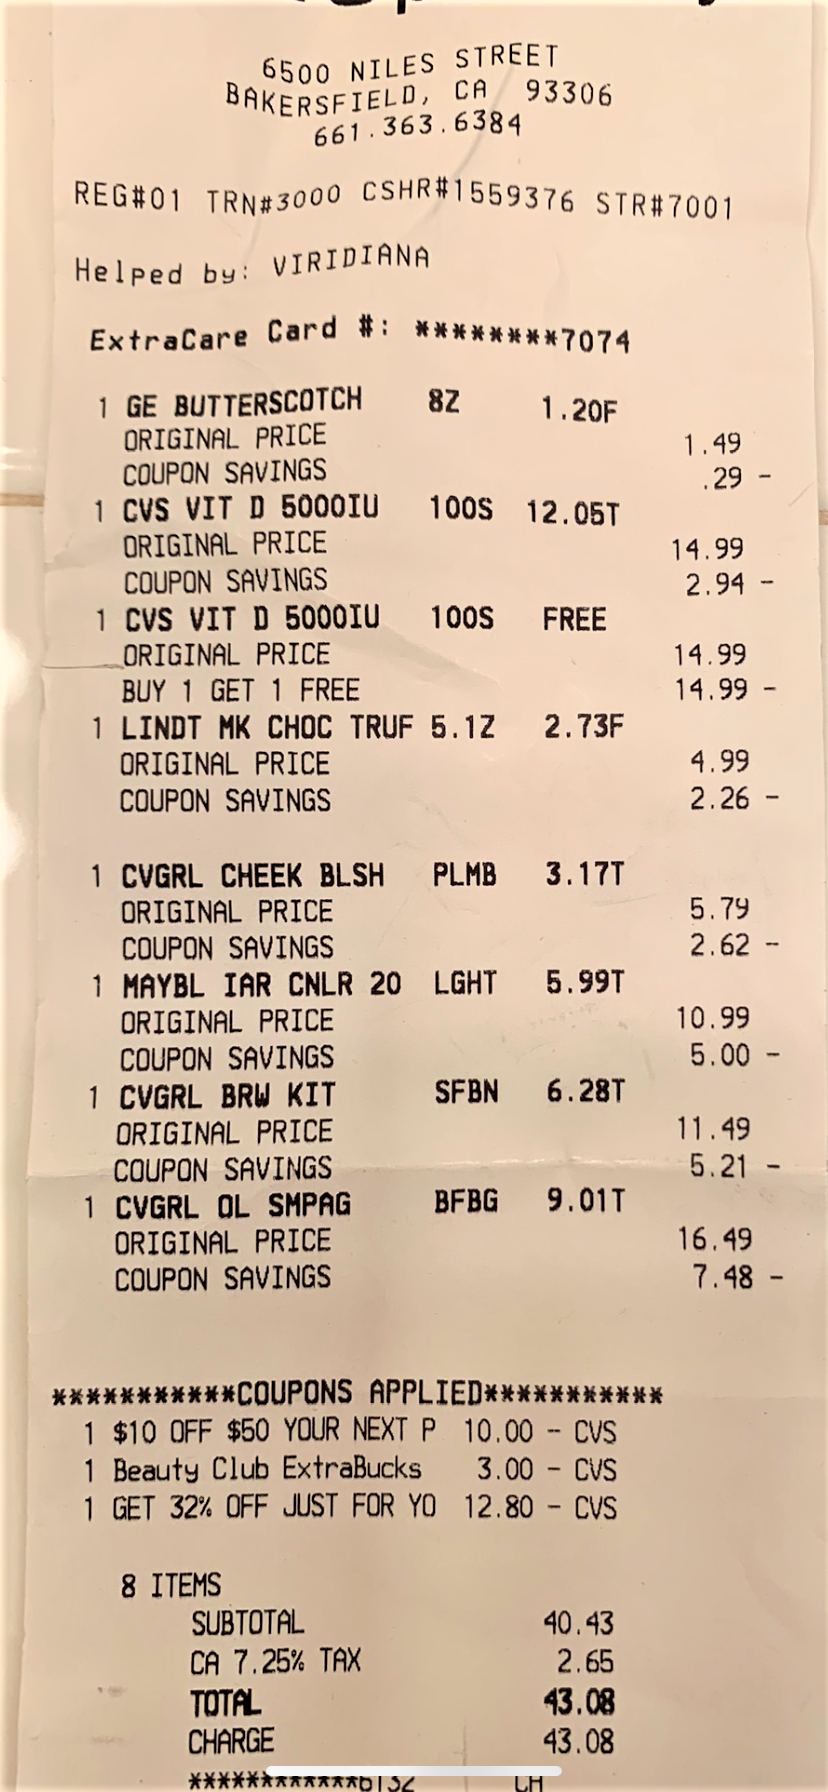 6500 NILES STREET
BAKERSFIELD, CA 93306
661.363.6384
REG#01 TRN#3000 CSHR#1559376 STR#7001
Helped by: VIRIDIANA
ExtraCare Card #: ********7074
1 GE BUTTERSCOTCH 8Z 1.20F
ORIGINAL PRICE 1.49
COUPON SAVINGS .29 -
1 CVS VIT D 5000IU 100S 12.05T
ORIGINAL PRICE 14.99
COUPON SAVINGS 2.94 -
1 CVS VIT D 5000IU 100S FREE
ORIGINAL PRICE 14.99
BUY 1 GET 1 FREE 14.99 -
1 LINDT MK CHOC TRUF 5.1Z 2.73F
ORIGINAL PRICE 4.99
COUPON SAVINGS 2.26 -
1 CVGRL CHEEK BLSH PLMB 3.17T
ORIGINAL PRICE 5.79
COUPON SAVINGS 2.62 -
1 MAYBL IAR CNLR 20 LGHT 5.99T
ORIGINAL PRICE 10.99
COUPON SAVINGS 5.00 -
1 CVGRL BRW KIT SFBN 6.28T
ORIGINAL PRICE 11.49
COUPON SAVINGS 5.21 -
1 CVGRL OL SMPAG BFBG 9.01T
ORIGINAL PRICE 16.49
COUPON SAVINGS 7.48 -
***********COUPONS APPLIED***********
1 $10 OFF $50 YOUR NEXT P 10.00 - CVS
1 Beauty Club ExtraBucks 3.00 - CVS
1 GET 32% OFF JUST FOR YO 12.80 - CVS
8 ITEMS
SUBTOTAL 40.43
CA 7.25% TAX 2.65
TOTAL 43.08
CHARGE 43.08
************6132 CH